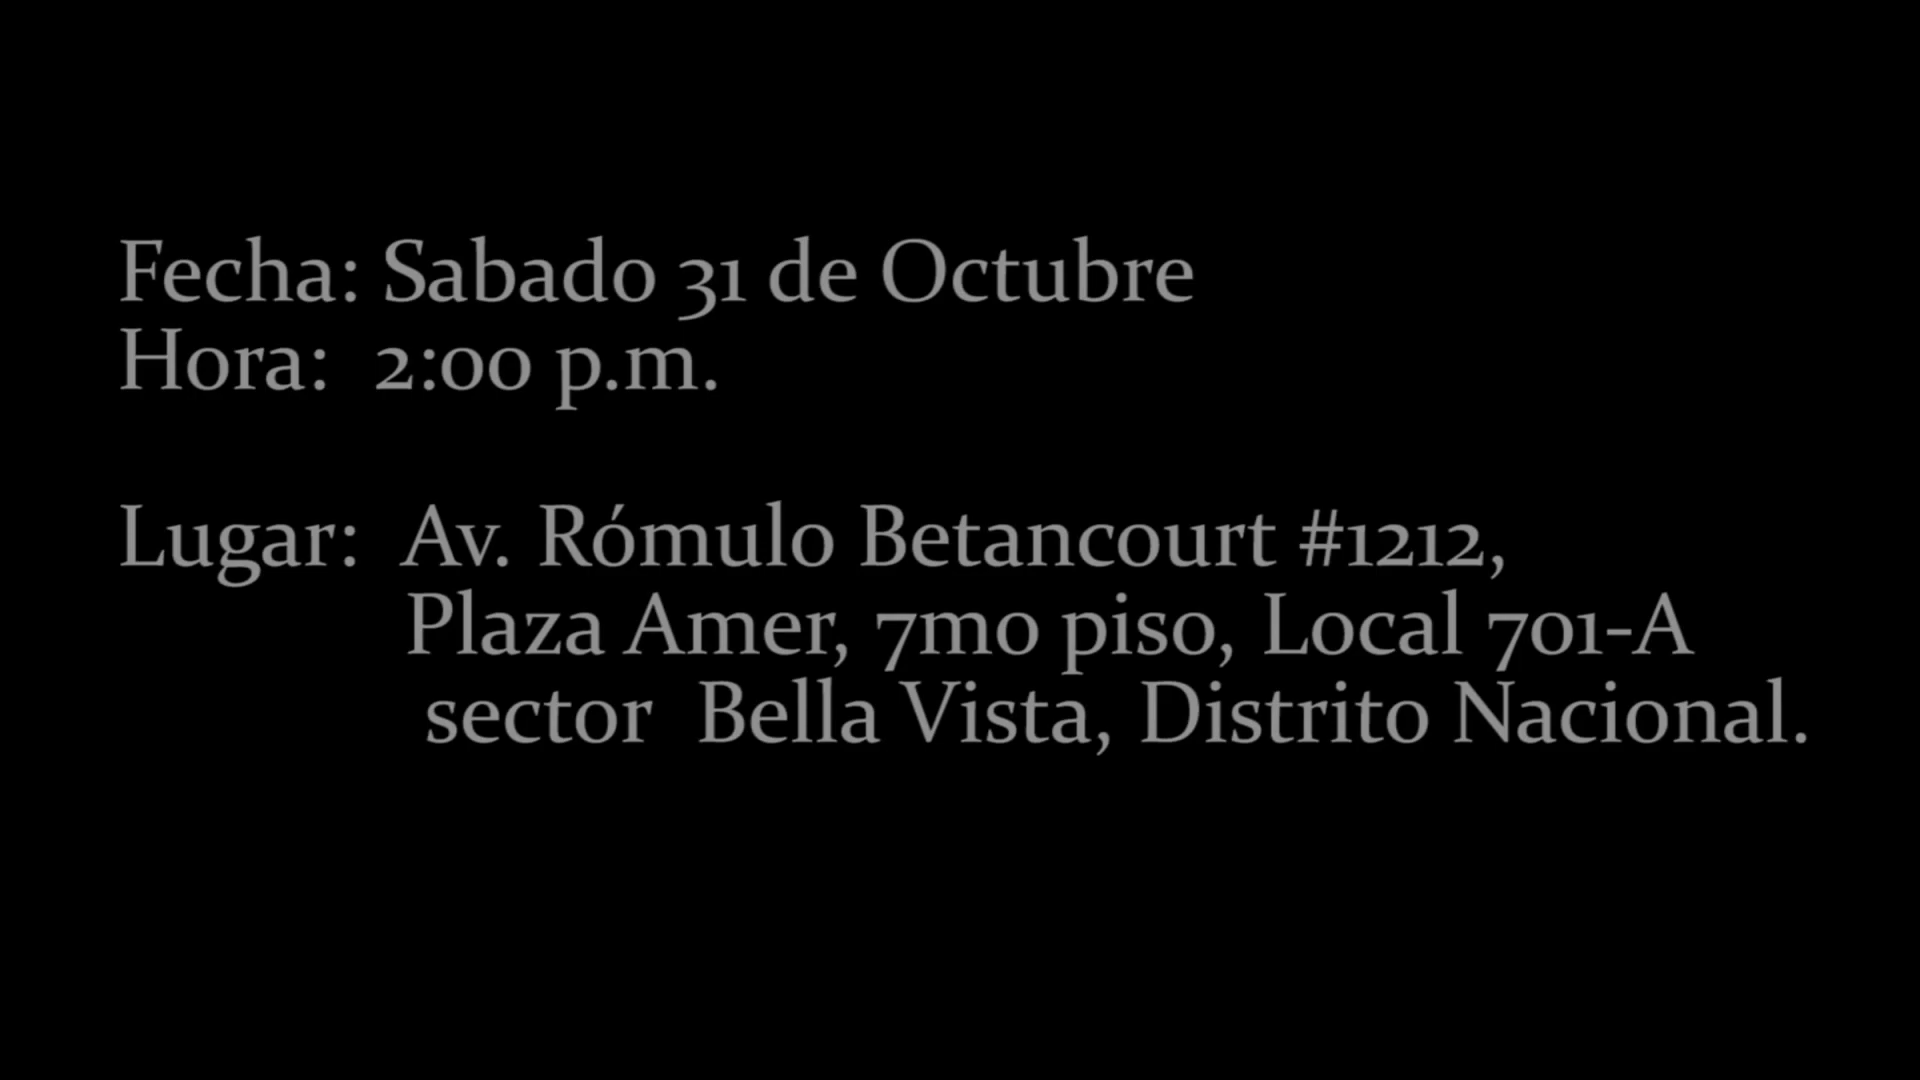 Fecha: Sabado 31 de Octubre
Hora: 2:00 p.m.
Lugar: Av. Rómulo Betancourt #1212,
Plaza Amer, 7mo piso, Local 701-A
sector Bella Vista, Distrito Nacional.